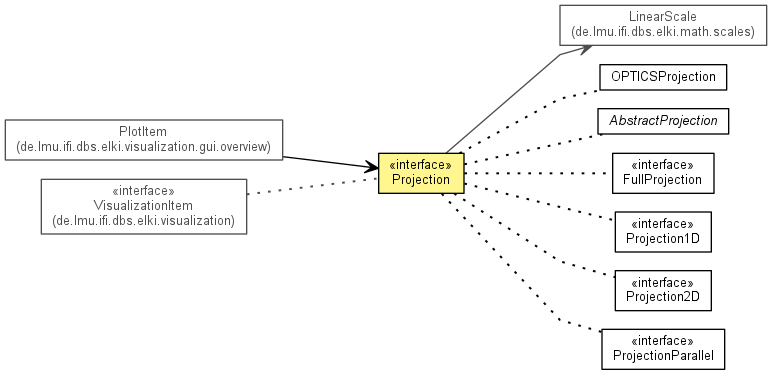 LinearScale
(de.lmu.ifi.dbs.elki.math.scales)
OPTICSProjection
AbstractProjection
PlotItem
(de.lmu.ifi.dbs.elki.visualization.gui.overview)
«interface»
Projection
«interface»
FullProjection
«interface»
VisualizationItem
(de.lmu.ifi.dbs.elki.visualization)
«interface»
Projection1D
«interface»
Projection2D
«interface»
ProjectionParallel